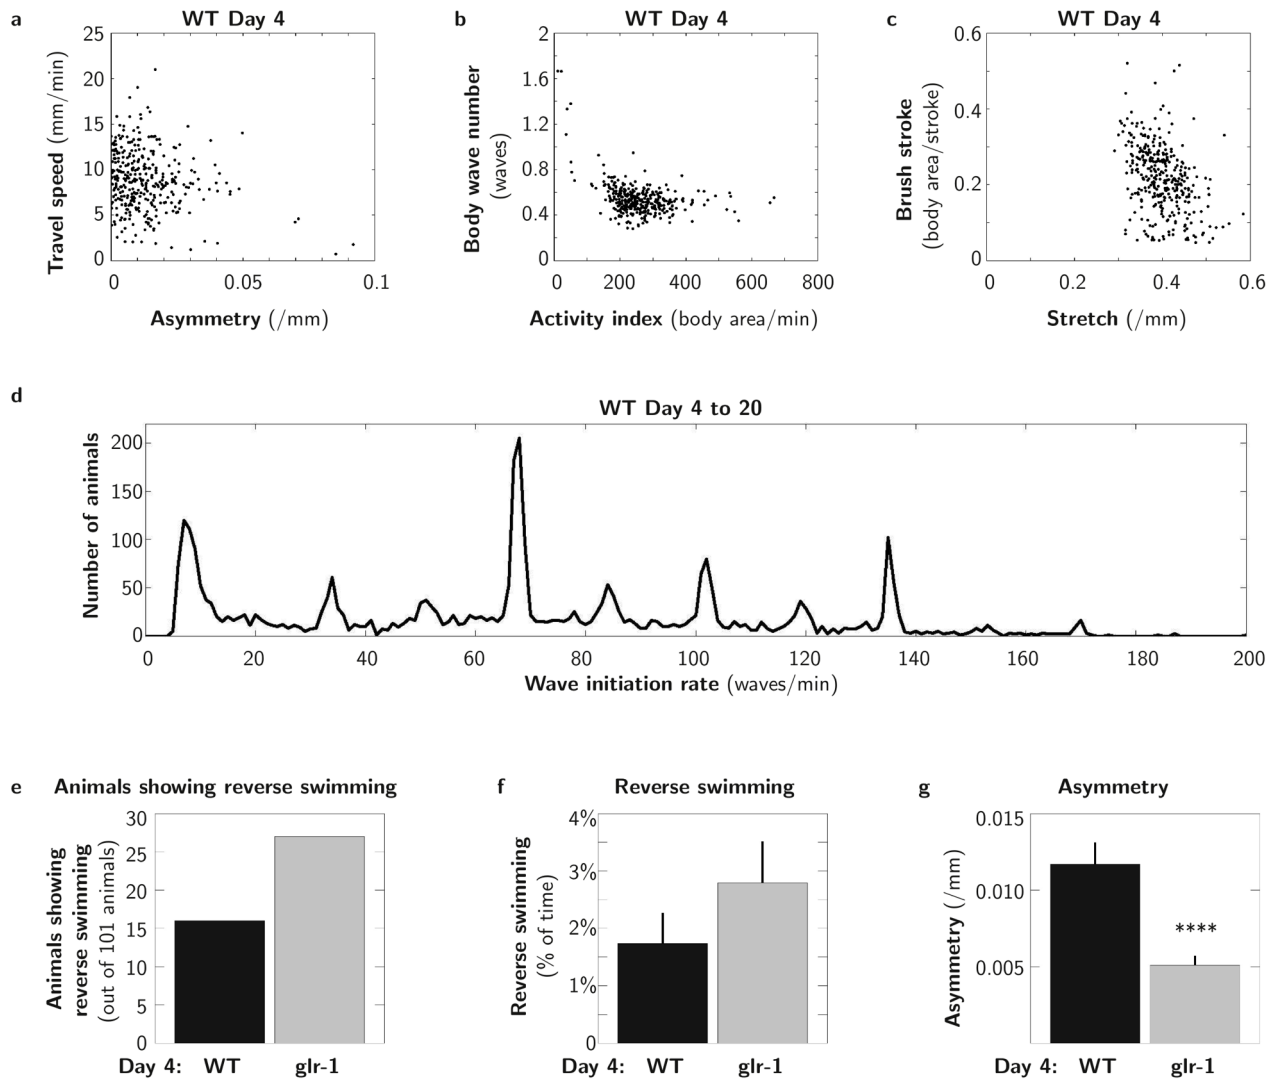 a
WT Day 4
25
20
15
10
5
0
Travel speed (mm/min)
0 0.05 0.1
Asymmetry (/mm)
b
WT Day 4
2
1.6
1.2
0.8
0.4
0
Body wave number
(waves)
0 200 400 600 800
Activity index (body area/min)
c
WT Day 4
0.6
0.4
0.2
0
Brush stroke
(body area/stroke)
0 0.2 0.4 0.6
Stretch (/mm)
d
WT Day 4 to 20
200
150
100
50
0
Number of animals
0 20 40 60 80 100 120 140 160 180 200
Wave initiation rate (waves/min)
e
Animals showing reverse swimming
30
25
20
15
10
5
0
Animals showing
reverse swimming
(out of 101 animals)
Day 4: WT glr-1
f
Reverse swimming
4%
3%
2%
1%
0
Reverse swimming
(% of time)
Day 4: WT glr-1
g
Asymmetry
0.015
0.010
0.005
Asymmetry (/mm)
****
Day 4: WT glr-1